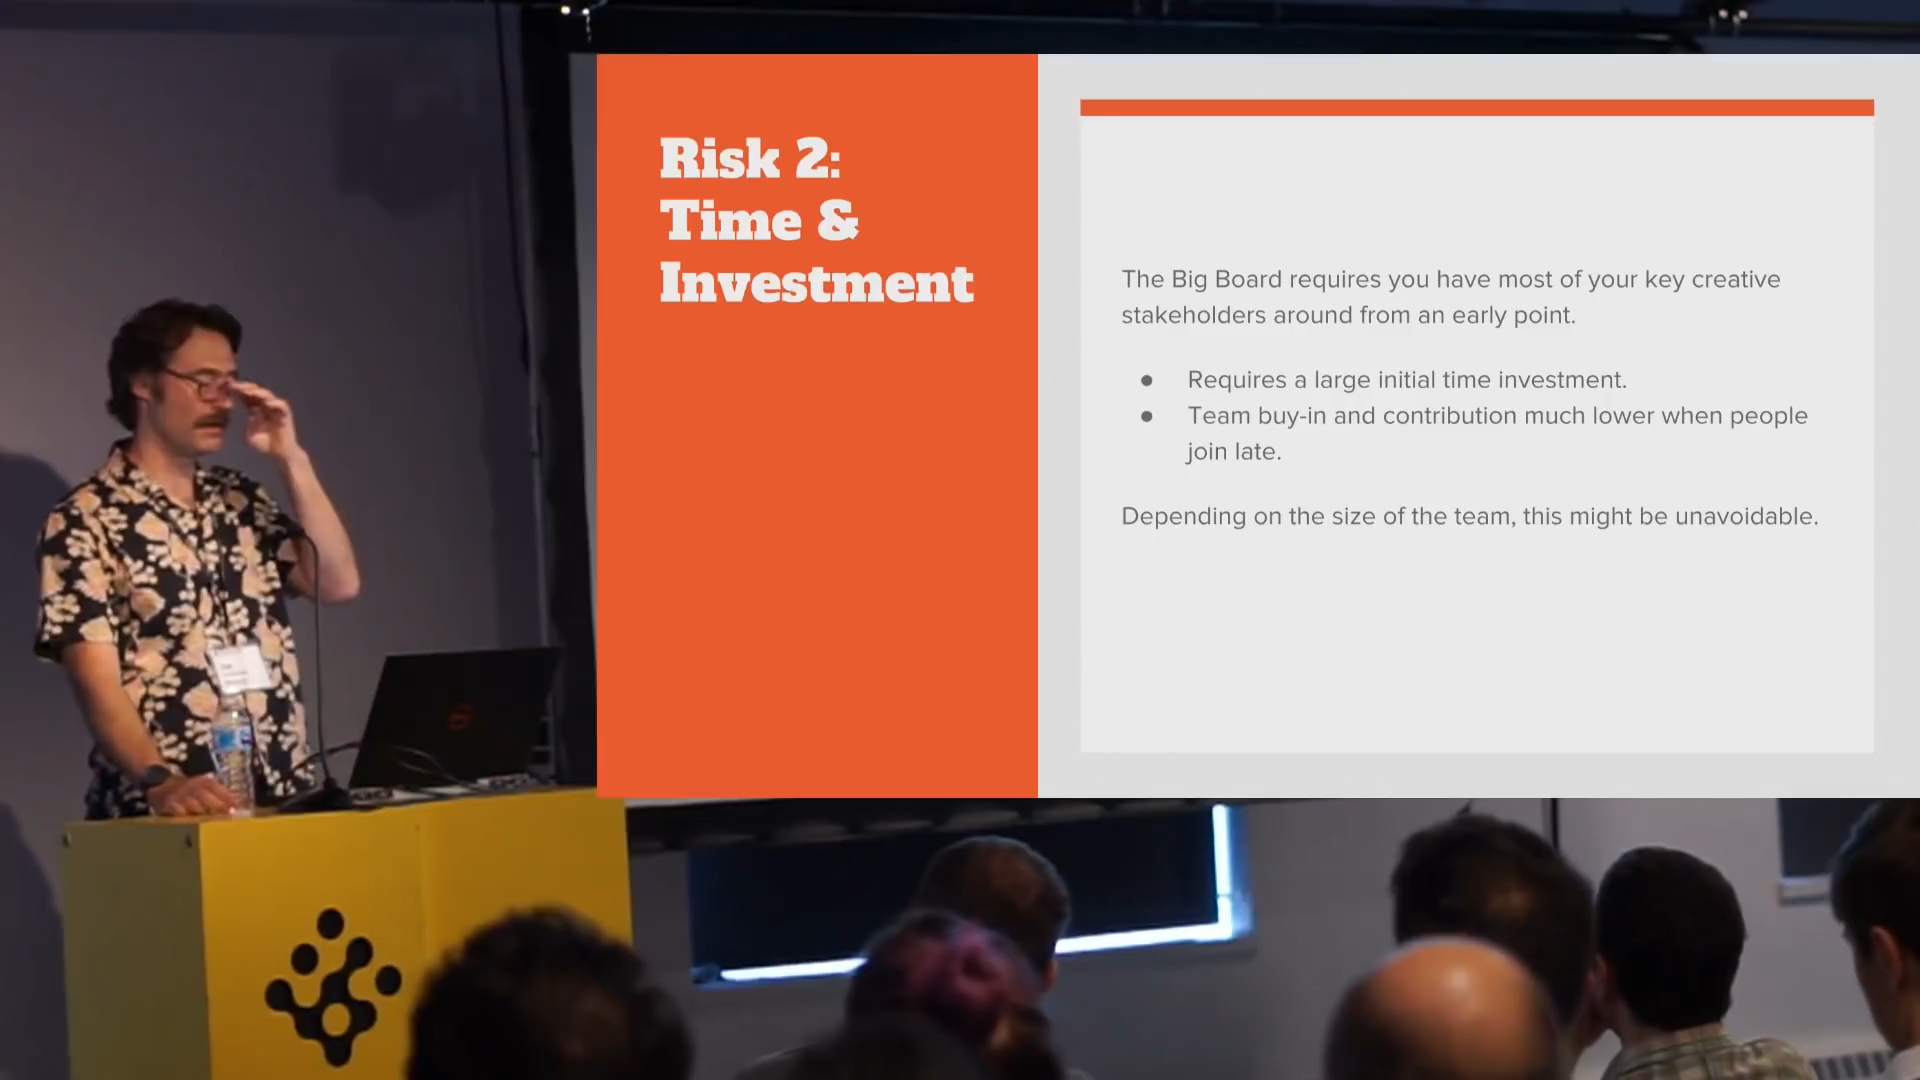 Risk 2:
Time &
Investment
The Big Board requires you have most of your key creative
stakeholders around from an early point.
● Requires a large initial time investment.
● Team buy-in and contribution much lower when people
join late.
Depending on the size of the team, this might be unavoidable.